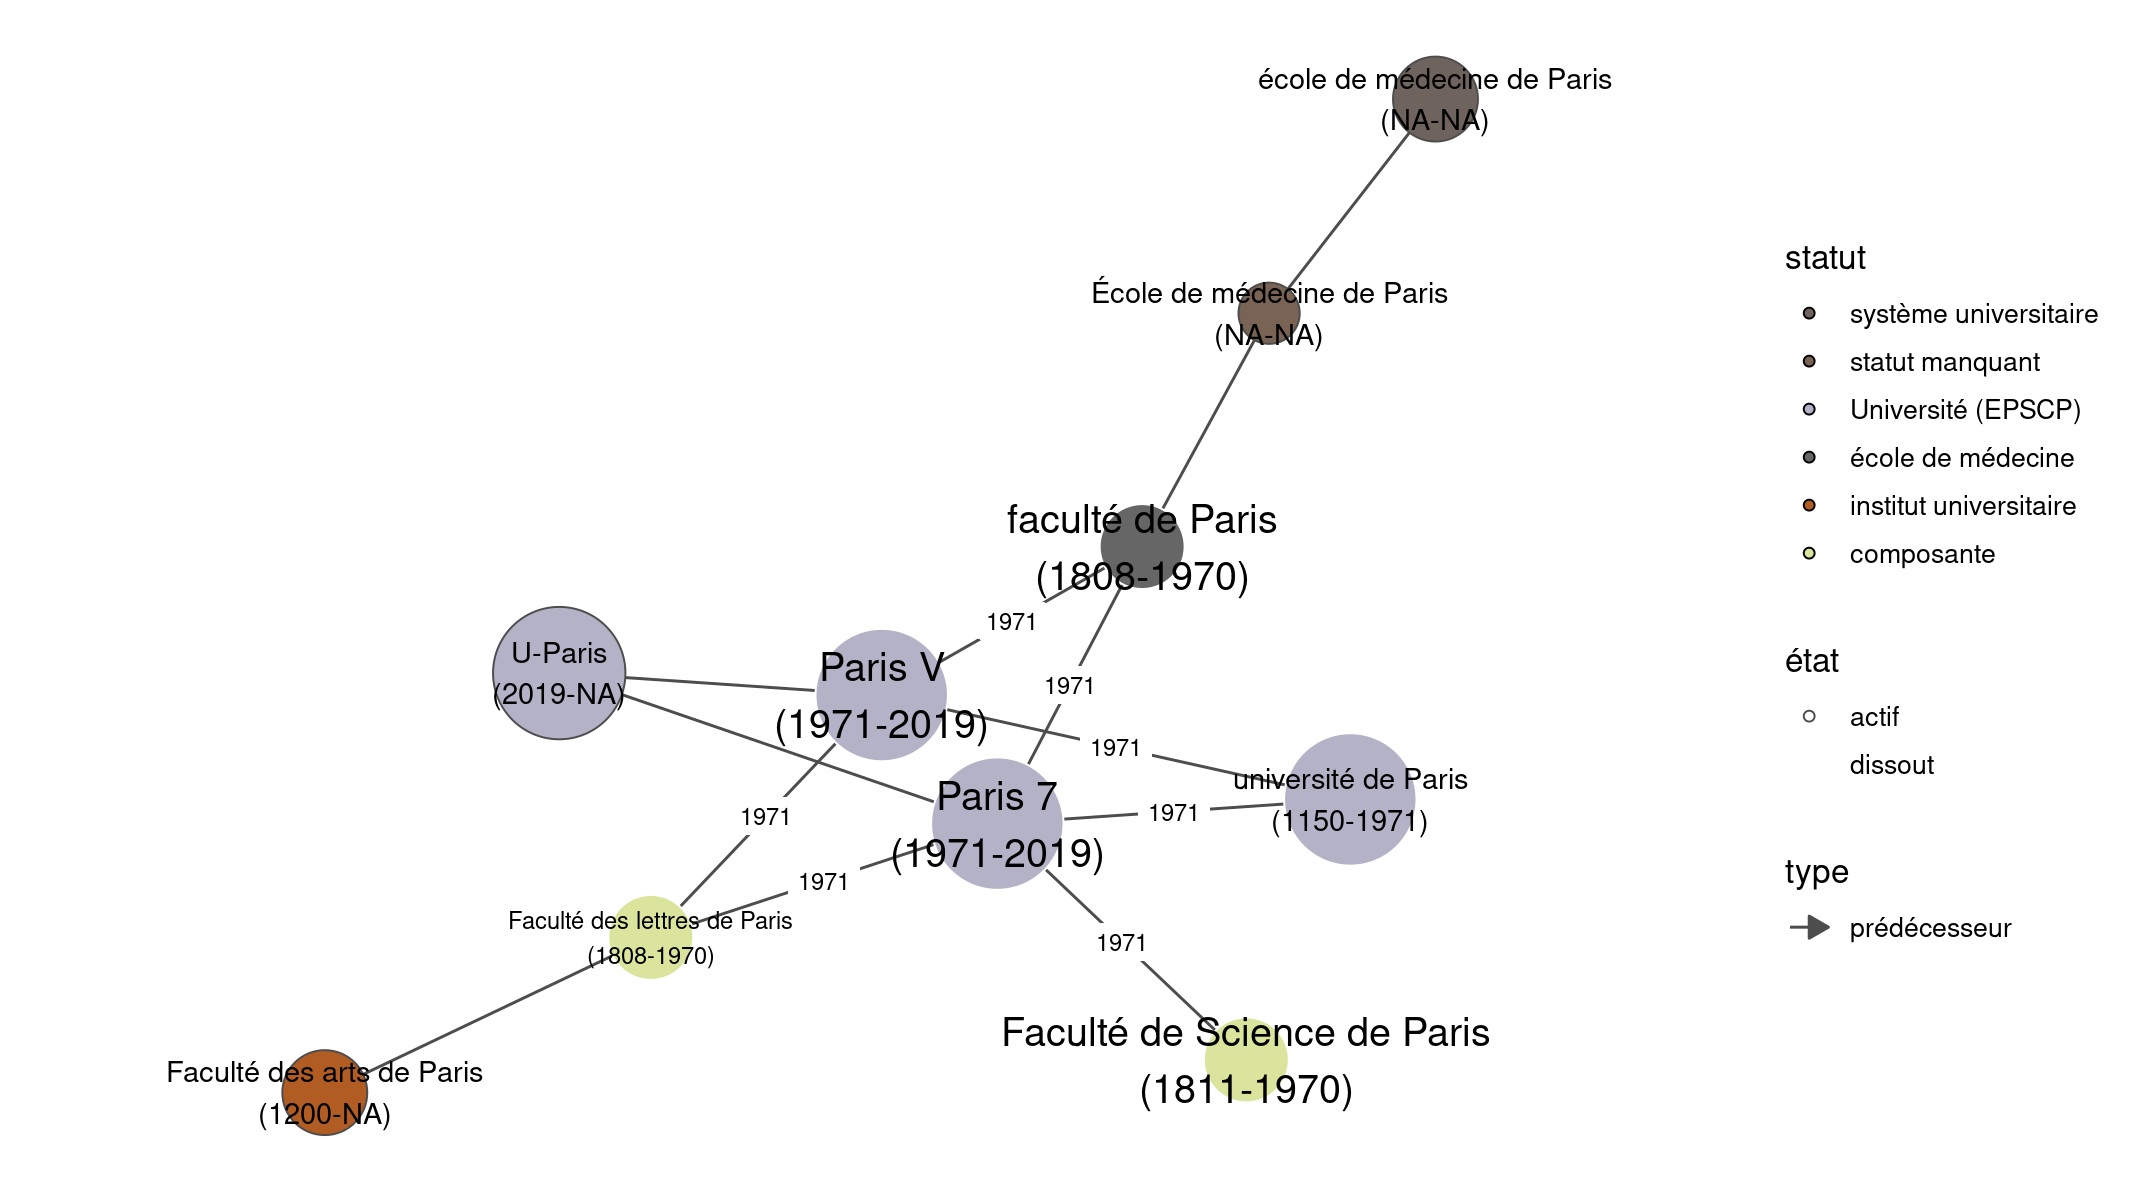 école de médecine de Paris
(NA-NA)
École de médecine de Paris
(NA-NA)
faculté de Paris
(1808-1970)
1971
U-Paris
(2019-NA)
Paris V
(1971-2019)
1971
1971
université de Paris
(1150-1971)
Paris 7
(1971-2019)
1971
1971
1971
Faculté des lettres de Paris
(1808-1970)
1971
Faculté de Science de Paris
(1811-1970)
Faculté des arts de Paris
(1200-NA)
statut
système universitaire
statut manquant
Université (EPSCP)
école de médecine
institut universitaire
composante
état
actif
dissout
type
prédécesseur